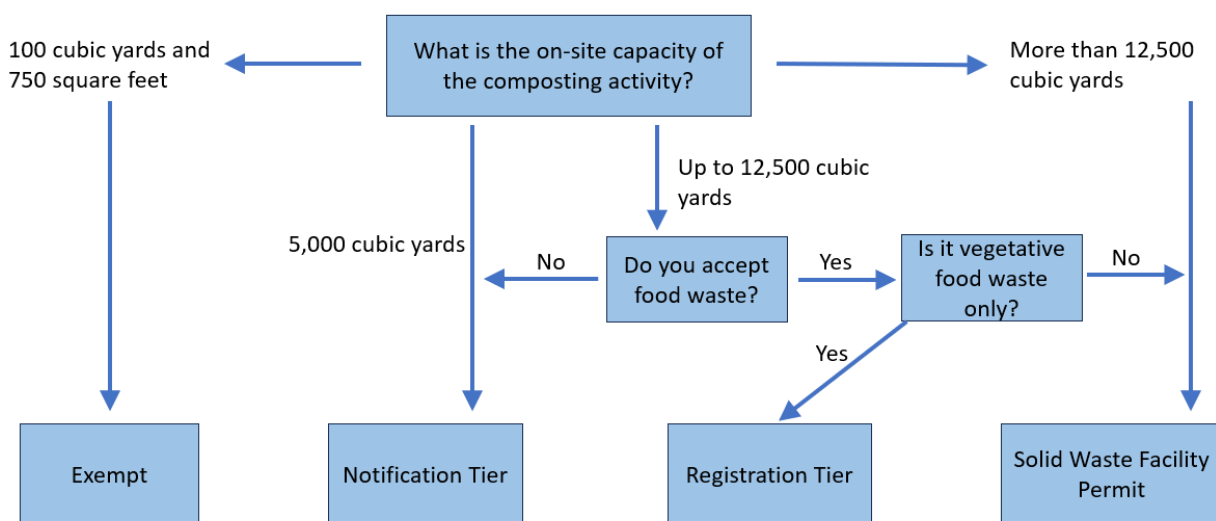 100 cubic yards and
750 square feet
What is the on-site capacity of
the composting activity?
More than 12,500
cubic yards
Up to 12,500 cubic
yards
5,000 cubic yards
No
Do you accept
food waste?
Yes
Is it vegetative
food waste
only?
No
Yes
Exempt
Notification Tier
Registration Tier
Solid Waste Facility
Permit